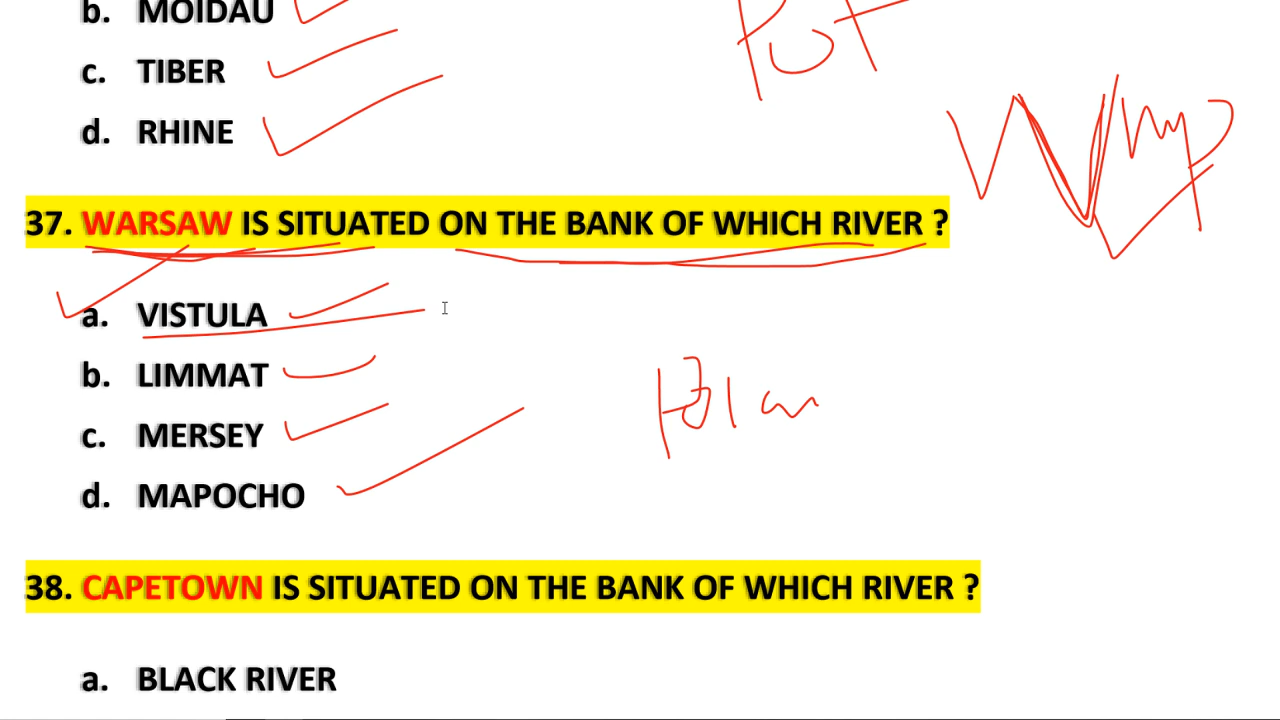 b. MOIDAU
c. TIBER
d. RHINE
37. WARSAW IS SITUATED ON THE BANK OF WHICH RIVER ?
a. VISTULA
b. LIMMAT
c. MERSEY
d. MAPOCHO
Polan
38. CAPETOWN IS SITUATED ON THE BANK OF WHICH RIVER ?
a. BLACK RIVER